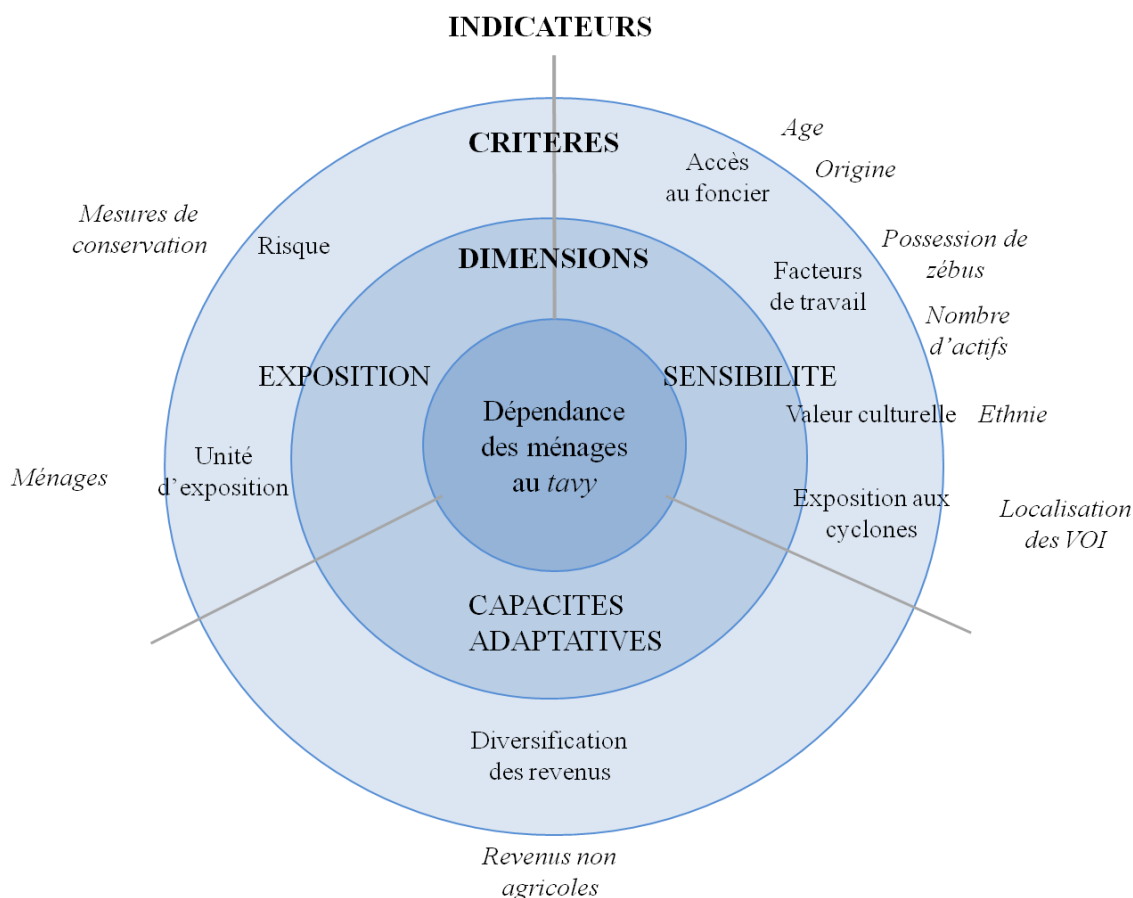 INDICATEURS
CRITERES
DIMENSIONS
Dépendance
des ménages
au tavy
EXPOSITION
Risque
Mesures de
conservation
Unité
d’exposition
Ménages
SENSIBILITE
Accès
au foncier
Age
Origine
Facteurs
de travail
Possession de
zébus
Nombre
d’actifs
Valeur culturelle
Ethnie
Exposition aux
cyclones
Localisation
des VOI
CAPACITES
ADAPTATIVES
Diversification
des revenus
Revenus non
agricoles